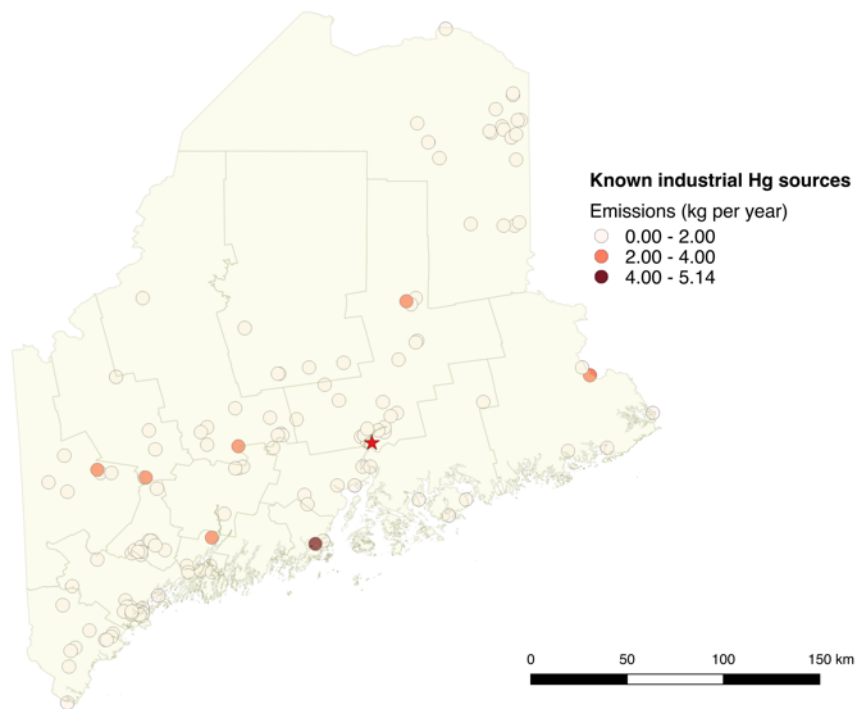 Known industrial Hg sources
Emissions (kg per year)
0.00 - 2.00
2.00 - 4.00
4.00 - 5.14
0 50 100 150 km